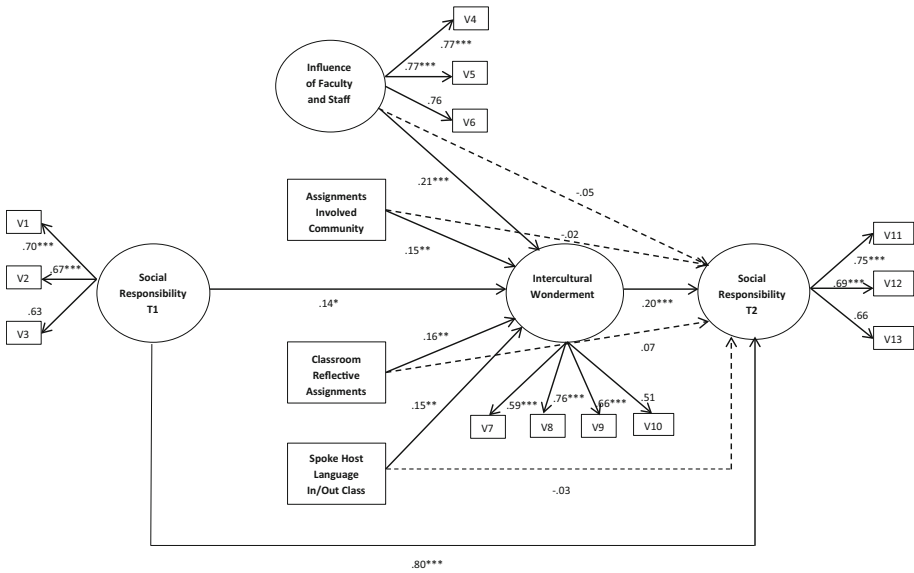 V4
.77***
Influence
of Faculty
and Staff
.77***
V5
.76
V6
.21***
-.05
Assignments
Involved
Community
-.02
.15**
V1
.70***
V2
.67***
.63
V3
Social
Responsibility
T1
.14*
Intercultural
Wonderment
.20***
Social
Responsibility
T2
V11
.75***
.69***
V12
.66
V13
Classroom
Reflective
Assignments
.16**
.07
.15**
.59***
.76***
.66***
.51
V7
V8
V9
V10
Spoke Host
Language
In/Out Class
-.03
.80***